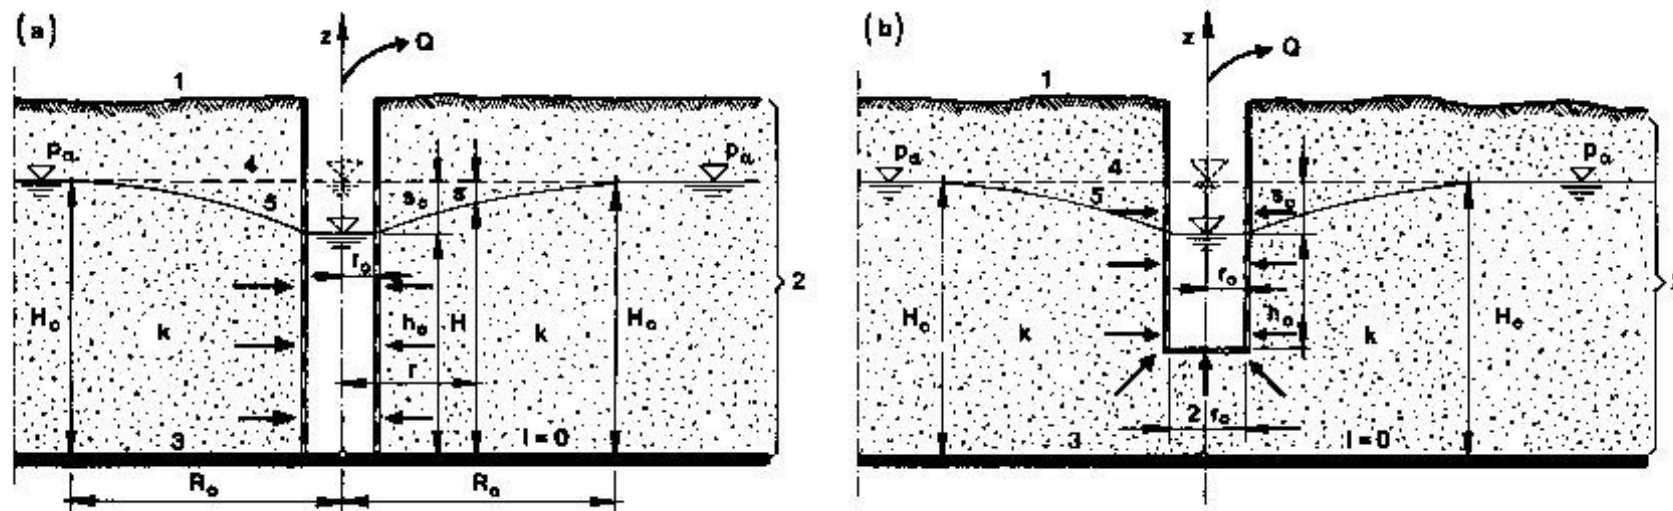 (a)
z
Q
1
pₐ
4
pₐ
5
s₀
s
r₀
2
H₀
k
h₀
H
H₀
k
r
3
I = 0
R₀
R₀
(b)
z
Q
1
pₐ
4
pₐ
5
s₀
r₀
H₀
k
h₀
k
H₀
2 r₀
3
I = 0